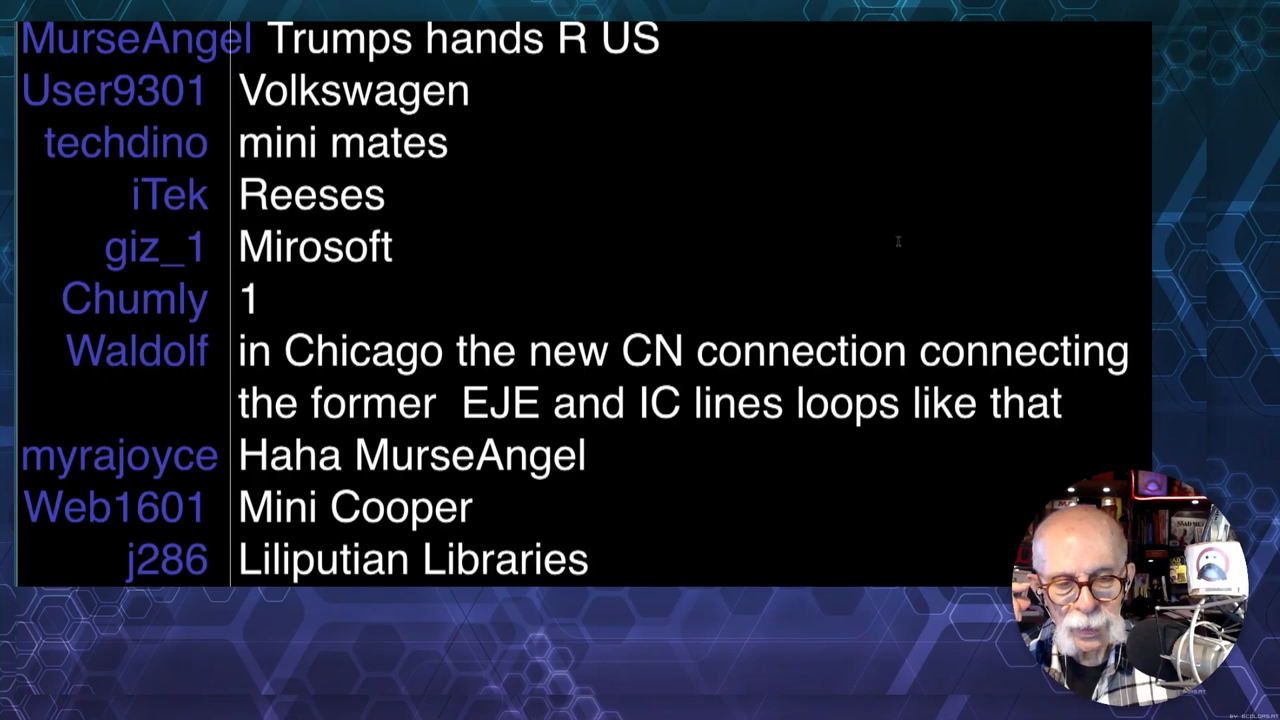 MurseAngel Trumps hands R US
User9301 Volkswagen
techdino mini mates
iTek Reeses
giz_1 Mirosoft
Chumly 1
Waldolf in Chicago the new CN connection connecting
the former EJE and IC lines loops like that
myrajoyce Haha MurseAngel
Web1601 Mini Cooper
j286 Liliputian Libraries